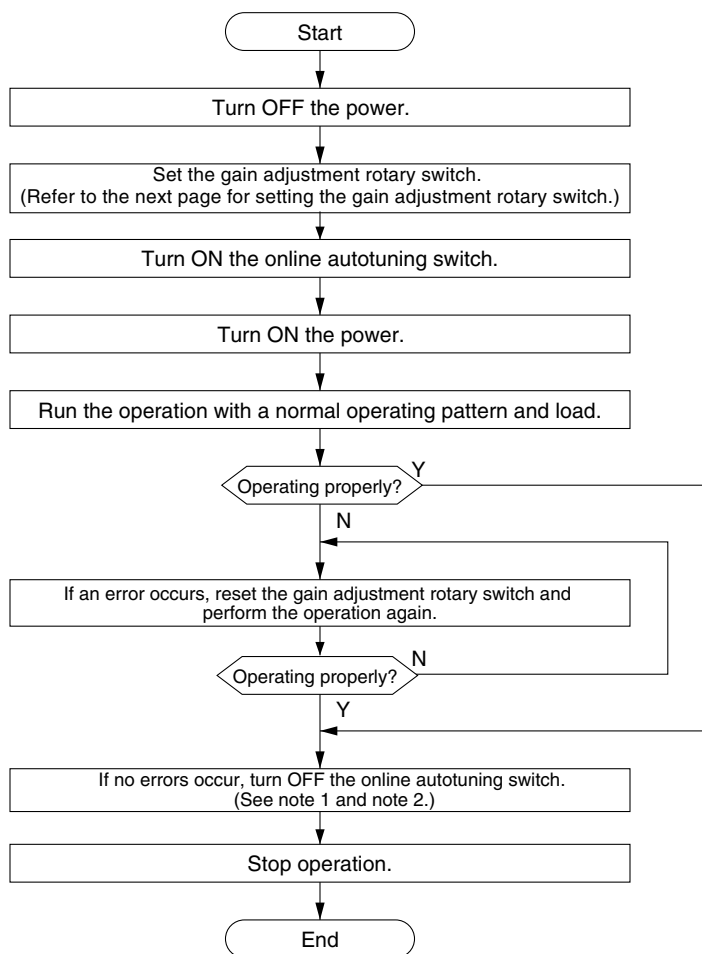 Start
Turn OFF the power.
Set the gain adjustment rotary switch.
(Refer to the next page for setting the gain adjustment rotary switch.)
Turn ON the online autotuning switch.
Turn ON the power.
Run the operation with a normal operating pattern and load.
Operating properly?
Y
N
If an error occurs, reset the gain adjustment rotary switch and
perform the operation again.
Operating properly?
N
Y
If no errors occur, turn OFF the online autotuning switch.
(See note 1 and note 2.)
Stop operation.
End